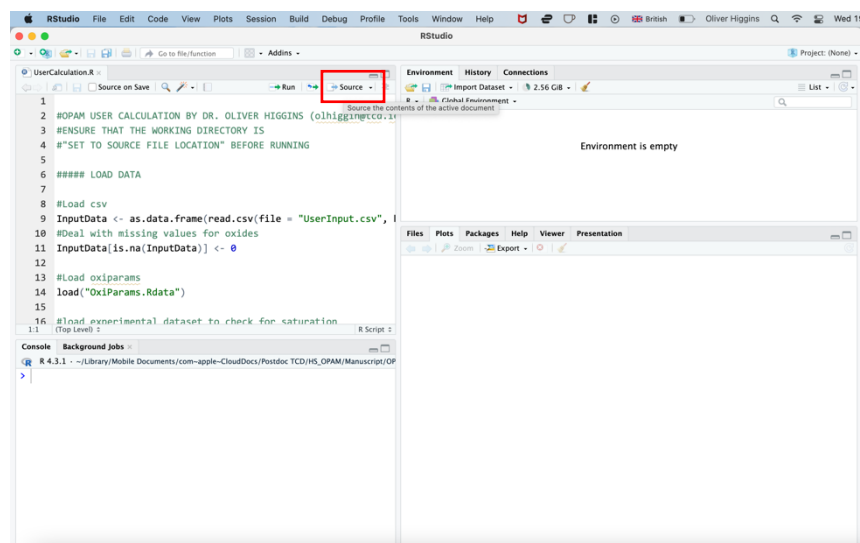 RStudio File Edit Code View Plots Session Build Debug Profile Tools Window Help British Oliver Higgins Wed 1
RStudio
Go to file/function Addins Project: (None)
UserCalculation.R
Source on Save Run Source
Source the contents of the active document
1
2 #OPAM USER CALCULATION BY DR. OLIVER HIGGINS (olhiggin@tcd.i
3 #ENSURE THAT THE WORKING DIRECTORY IS
4 #"SET TO SOURCE FILE LOCATION" BEFORE RUNNING
5
6 ##### LOAD DATA
7
8 #Load csv
9 InputData <- as.data.frame(read.csv(file = "UserInput.csv",
10 #Deal with missing values for oxides
11 InputData[is.na(InputData)] <- 0
12
13 #Load oxiparams
14 load("OxiParams.Rdata")
15
16 #load experimental dataset to check for saturation
1:1 (Top Level) R Script
Console Background Jobs
R 4.3.1 · ~/Library/Mobile Documents/com~apple~CloudDocs/Postdoc TCD/HS_OPAM/Manuscript/OP
>
Environment History Connections
Import Dataset 2.56 GiB List
R Global Environment
Environment is empty
Files Plots Packages Help Viewer Presentation
Zoom Export